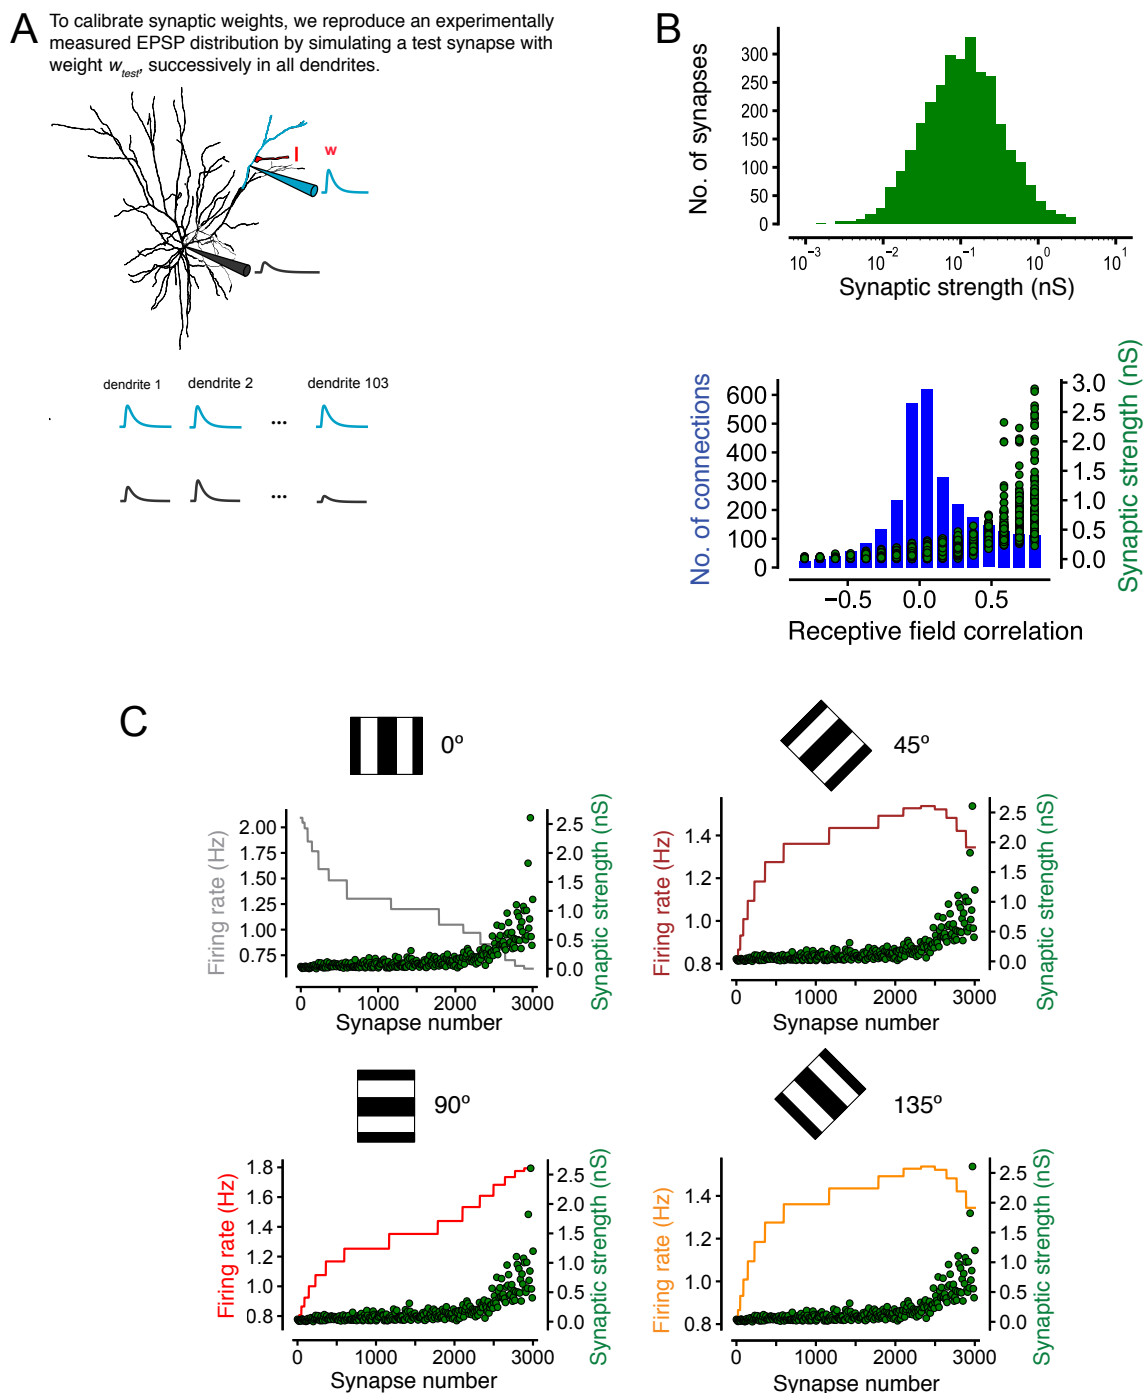 A
To calibrate synaptic weights, we reproduce an experimentally
measured EPSP distribution by simulating a test synapse with
weight w_test, successively in all dendrites.
w
dendrite 1 dendrite 2 dendrite 103
...
...
B
No. of synapses
300
250
200
150
100
50
0
10⁻³ 10⁻² 10⁻¹ 10⁰ 10¹
Synaptic strength (nS)
No. of connections
600
500
400
300
200
100
0
3.0
2.5
2.0
1.5
1.0
0.5
0.0
Synaptic strength (nS)
−0.5 0.0 0.5
Receptive field correlation
C
0º
Firing rate (Hz)
2.00
1.75
1.50
1.25
1.00
0.75
2.5
2.0
1.5
1.0
0.5
0.0
Synaptic strength (nS)
0 1000 2000 3000
Synapse number
45º
Firing rate (Hz)
1.4
1.2
1.0
0.8
2.5
2.0
1.5
1.0
0.5
0.0
Synaptic strength (nS)
0 1000 2000 3000
Synapse number
90º
Firing rate (Hz)
1.8
1.6
1.4
1.2
1.0
0.8
2.5
2.0
1.5
1.0
0.5
0.0
Synaptic strength (nS)
0 1000 2000 3000
Synapse number
135º
Firing rate (Hz)
1.4
1.2
1.0
0.8
2.5
2.0
1.5
1.0
0.5
0.0
Synaptic strength (nS)
0 1000 2000 3000
Synapse number